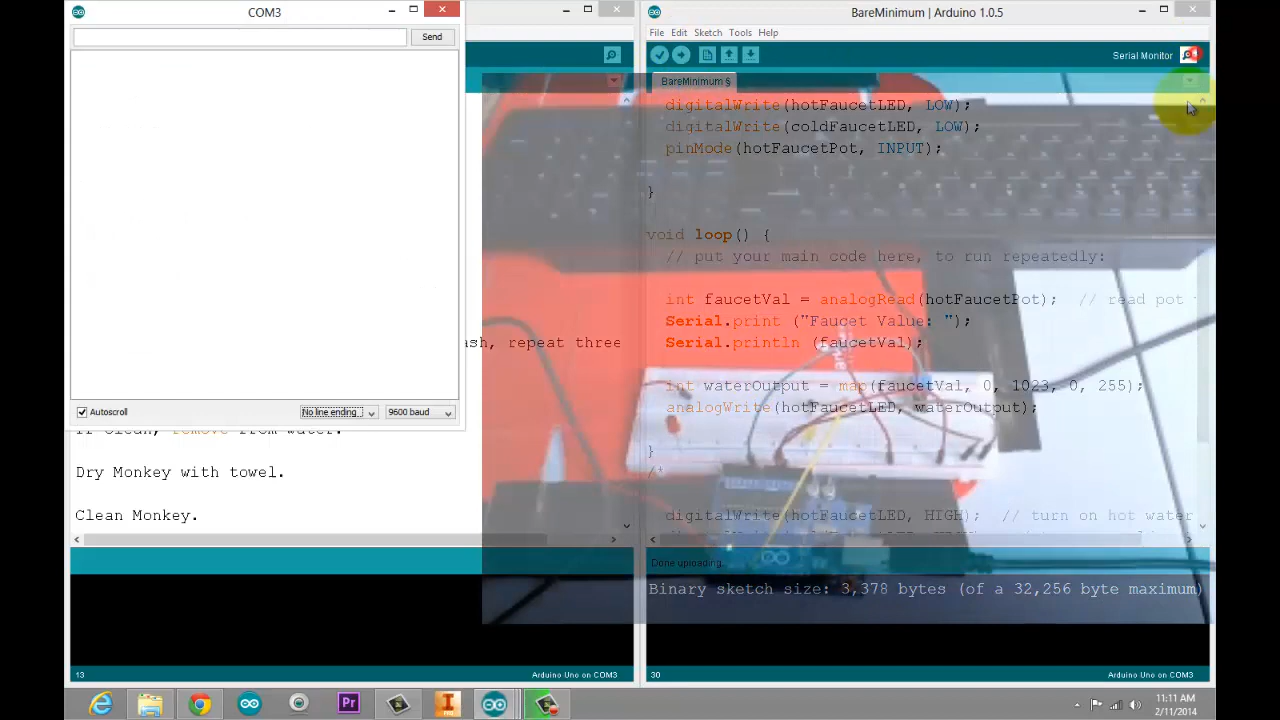 COM3
Send
Autoscroll
No line ending
9600 baud
ash, repeat three
remove from water.
Dry Monkey with towel.
Clean Monkey.
13
Arduino Uno on COM3
BareMinimum | Arduino 1.0.5
File Edit Sketch Tools Help
Serial Monitor
BareMinimum §
digitalWrite(hotFaucetLED, LOW);
digitalWrite(coldFaucetLED, LOW);
pinMode(hotFaucetPot, INPUT);
}
void loop() {
// put your main code here, to run repeatedly:
int faucetVal = analogRead(hotFaucetPot); // read pot
Serial.print ("Faucet Value: ");
Serial.println (faucetVal);
int waterOutput = map(faucetVal, 0, 1023, 0, 255);
analogWrite(hotFaucetLED, waterOutput);
}
/*
digitalWrite(hotFaucetLED, HIGH); // turn on hot water
Done uploading.
Binary sketch size: 3,378 bytes (of a 32,256 byte maximum)
30
Arduino Uno on COM3
Pr
11:11 AM
2/11/2014